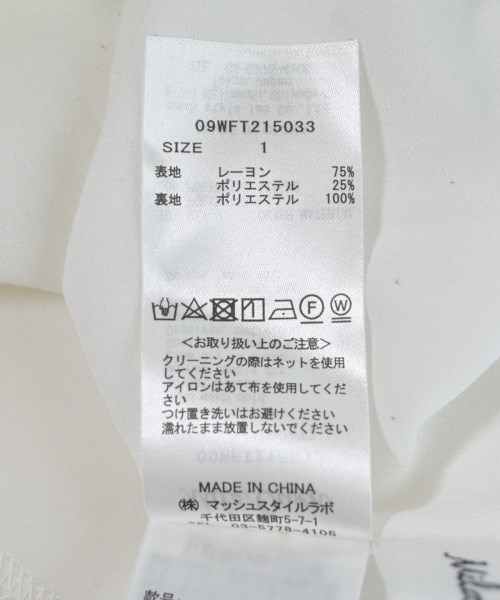 09WFT215033
SIZE 1
表地 レーヨン 75%
ポリエステル 25%
裏地 ポリエステル 100%
F W
＜お取り扱い上のご注意＞
クリーニングの際はネットを使用
してください
アイロンはあて布を使用してくだ
さい
つけ置き洗いはお避けください
濡れたまま放置しないでください
MADE IN CHINA
(株) マッシュスタイルラボ
千代田区麹町5-7-1
TEL 03-5778-4105
款号